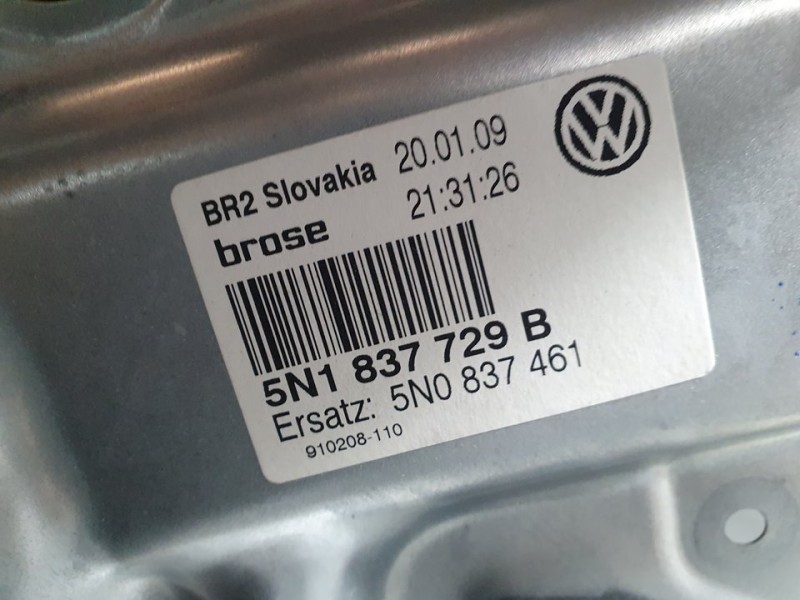 BR2 Slovakia 20.01.09
brose 21:31:26
5N1 837 729 B
Ersatz: 5N0 837 461
910208-110